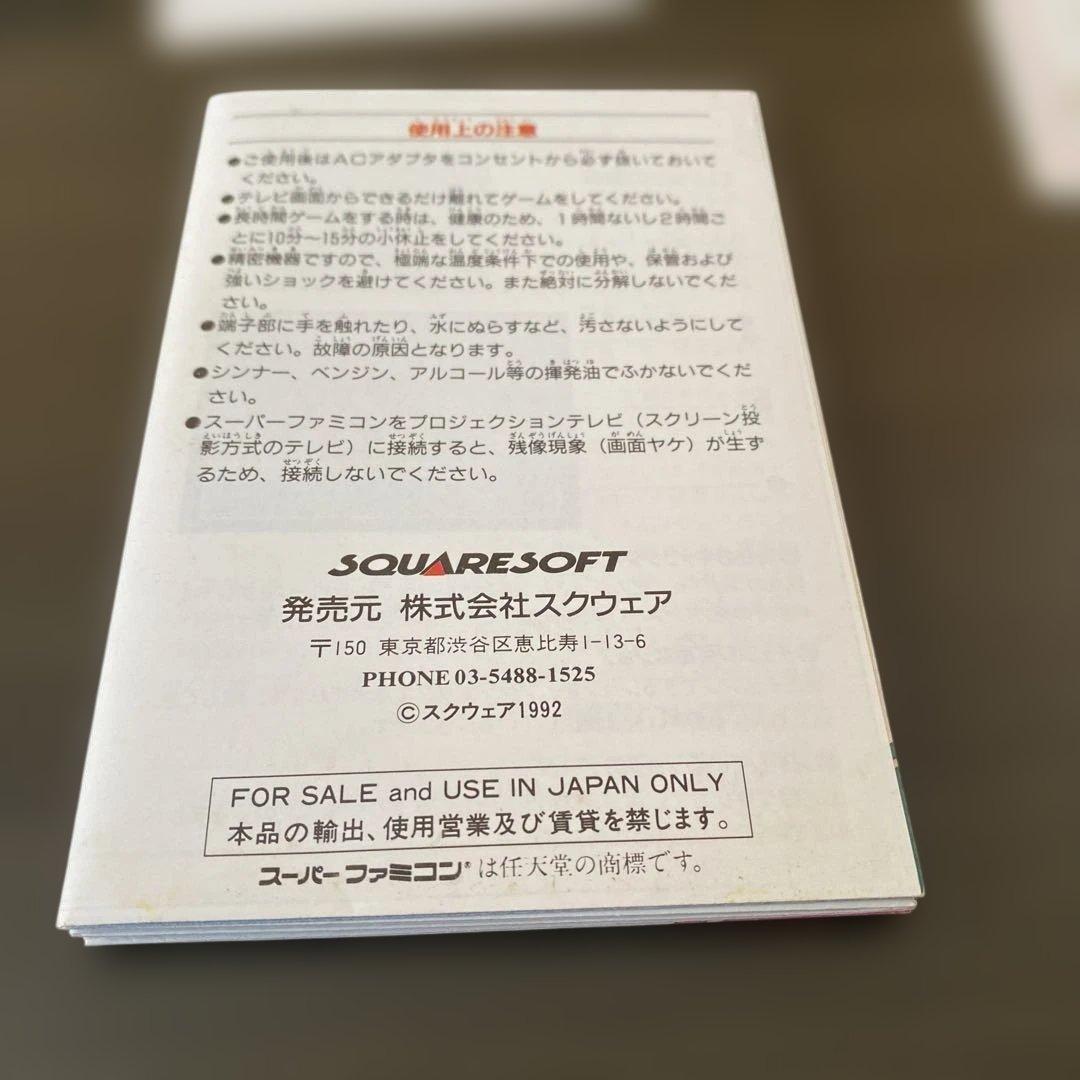 使用上の注意
●ご使用後はACアダプタをコンセントから必ず抜いておいて
ください。
●テレビ画面からできるだけ離れてゲームをしてください。
●長時間ゲームをする時は、健康のため、1時間ないし2時間ご
とに10分〜15分の小休止をしてください。
●精密機器ですので、極端な温度条件下での使用や、保管および
強いショックを避けてください。また絶対に分解しないでくだ
さい。
●端子部に手を触れたり、水にぬらすなど、汚さないようにして
ください。故障の原因となります。
●シンナー、ベンジン、アルコール等の揮発油でふかないでくだ
さい。
●スーパーファミコンをプロジェクションテレビ（スクリーン投
影方式のテレビ）に接続すると、残像現象（画面ヤケ）が生ず
るため、接続しないでください。
SQUARESOFT
発売元 株式会社スクウェア
〒150 東京都渋谷区恵比寿1-13-6
PHONE 03-5488-1525
©スクウェア1992
FOR SALE and USE IN JAPAN ONLY
本品の輸出、使用営業及び賃貸を禁じます。
スーパーファミコン®は任天堂の商標です。